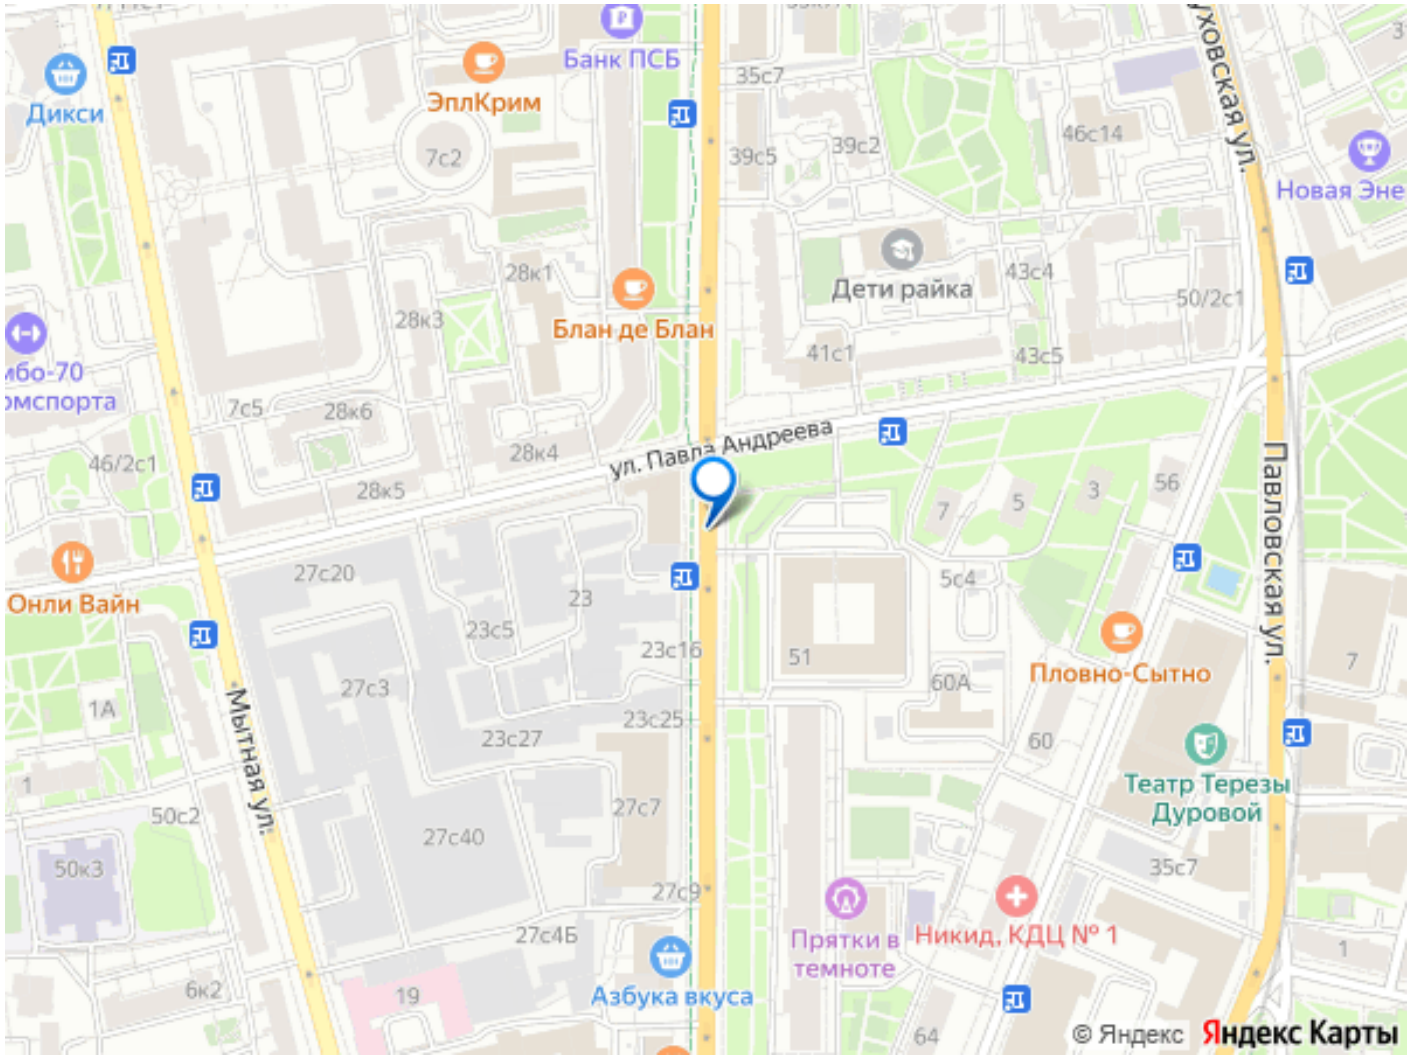 Банк ПСБ
35с7
Дикси
ЭплКрим
уховская ул.
46с14
39с2
39с5
7с2
Новая Эне
28к1
Дети райка
43с4
50/2с1
28к3
Блан де Блан
41с1
43с5
мбо-70
омспорта
7с5
28к6
ул. Павла Андреева
28к4
46/2с1
28к5
56
3
5
7
Павловская ул.
27с20
5с4
Онли Вайн
23
23с5
23с16
51
7
Пловно-Сытно
27с3
60А
1А
23с25
23с27
60
Мытная ул.
Театр Терезы
Дуровой
1
50с2
27с7
27с40
50к3
35с7
27с9
27с4Б
Прятки в
темноте
Никид, КДЦ № 1
1
6к2
19
Азбука вкуса
64
© Яндекс Яндекс Карты